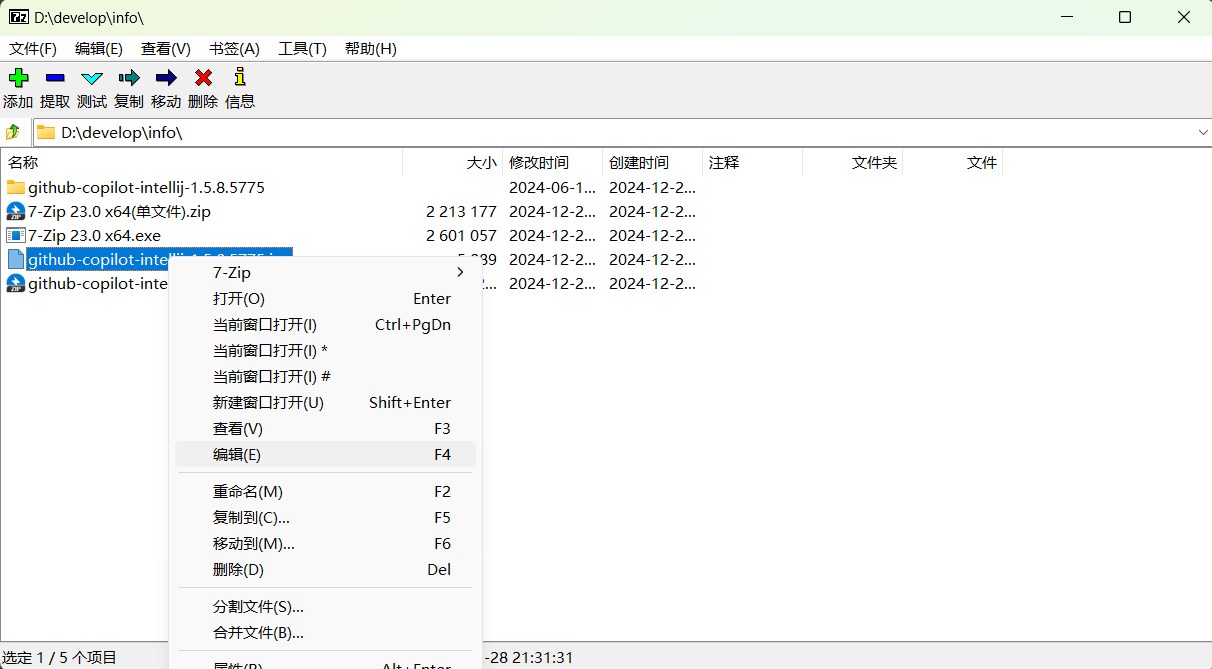 D:\develop\info\
文件(F) 编辑(E) 查看(V) 书签(A) 工具(T) 帮助(H)
添加 提取 测试 复制 移动 删除 信息
D:\develop\info\
名称 大小 修改时间 创建时间 注释 文件夹 文件
github-copilot-intellij-1.5.8.5775 2024-06-1... 2024-12-2...
7-Zip 23.0 x64(单文件).zip 2 213 177 2024-12-2... 2024-12-2...
7-Zip 23.0 x64.exe 2 601 057 2024-12-2... 2024-12-2...
github-copilot-intellij-1.5.8.5775.j 2024-12-2... 2024-12-2...
github-copilot-inte 2024-12-2... 2024-12-2...
7-Zip
打开(O) Enter
当前窗口打开(I) Ctrl+PgDn
当前窗口打开(I) *
当前窗口打开(I) #
新建窗口打开(U) Shift+Enter
查看(V) F3
编辑(E) F4
重命名(M) F2
复制到(C)... F5
移动到(M)... F6
删除(D) Del
分割文件(S)...
合并文件(B)...
属性(R) Alt+Enter
选定 1 / 5 个项目 -28 21:31:31